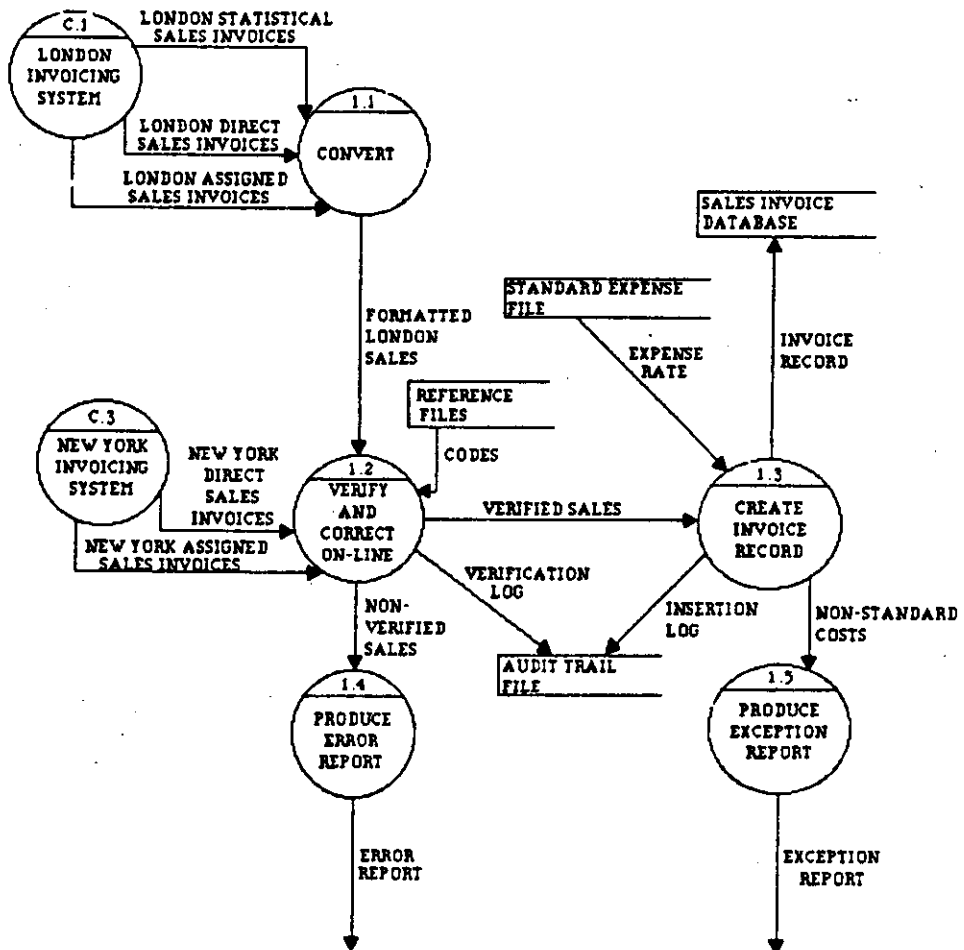 C.1
LONDON
INVOICING
SYSTEM
LONDON STATISTICAL
SALES INVOICES
LONDON DIRECT
SALES INVOICES
LONDON ASSIGNED
SALES INVOICES
1.1
CONVERT
SALES INVOICE
DATABASE
STANDARD EXPENSE
FILE
FORMATTED
LONDON
SALES
EXPENSE
RATE
INVOICE
RECORD
REFERENCE
FILES
CODES
C.3
NEW YORK
INVOICING
SYSTEM
NEW YORK
DIRECT
SALES
INVOICES
NEW YORK ASSIGNED
SALES INVOICES
1.2
VERIFY
AND
CORRECT
ON-LINE
VERIFIED SALES
1.3
CREATE
INVOICE
RECORD
VERIFICATION
LOG
INSERTION
LOG
NON-
VERIFIED
SALES
NON-STANDARD
COSTS
AUDIT TRAIL
FILE
1.4
PRODUCE
ERROR
REPORT
1.5
PRODUCE
EXCEPTION
REPORT
ERROR
REPORT
EXCEPTION
REPORT